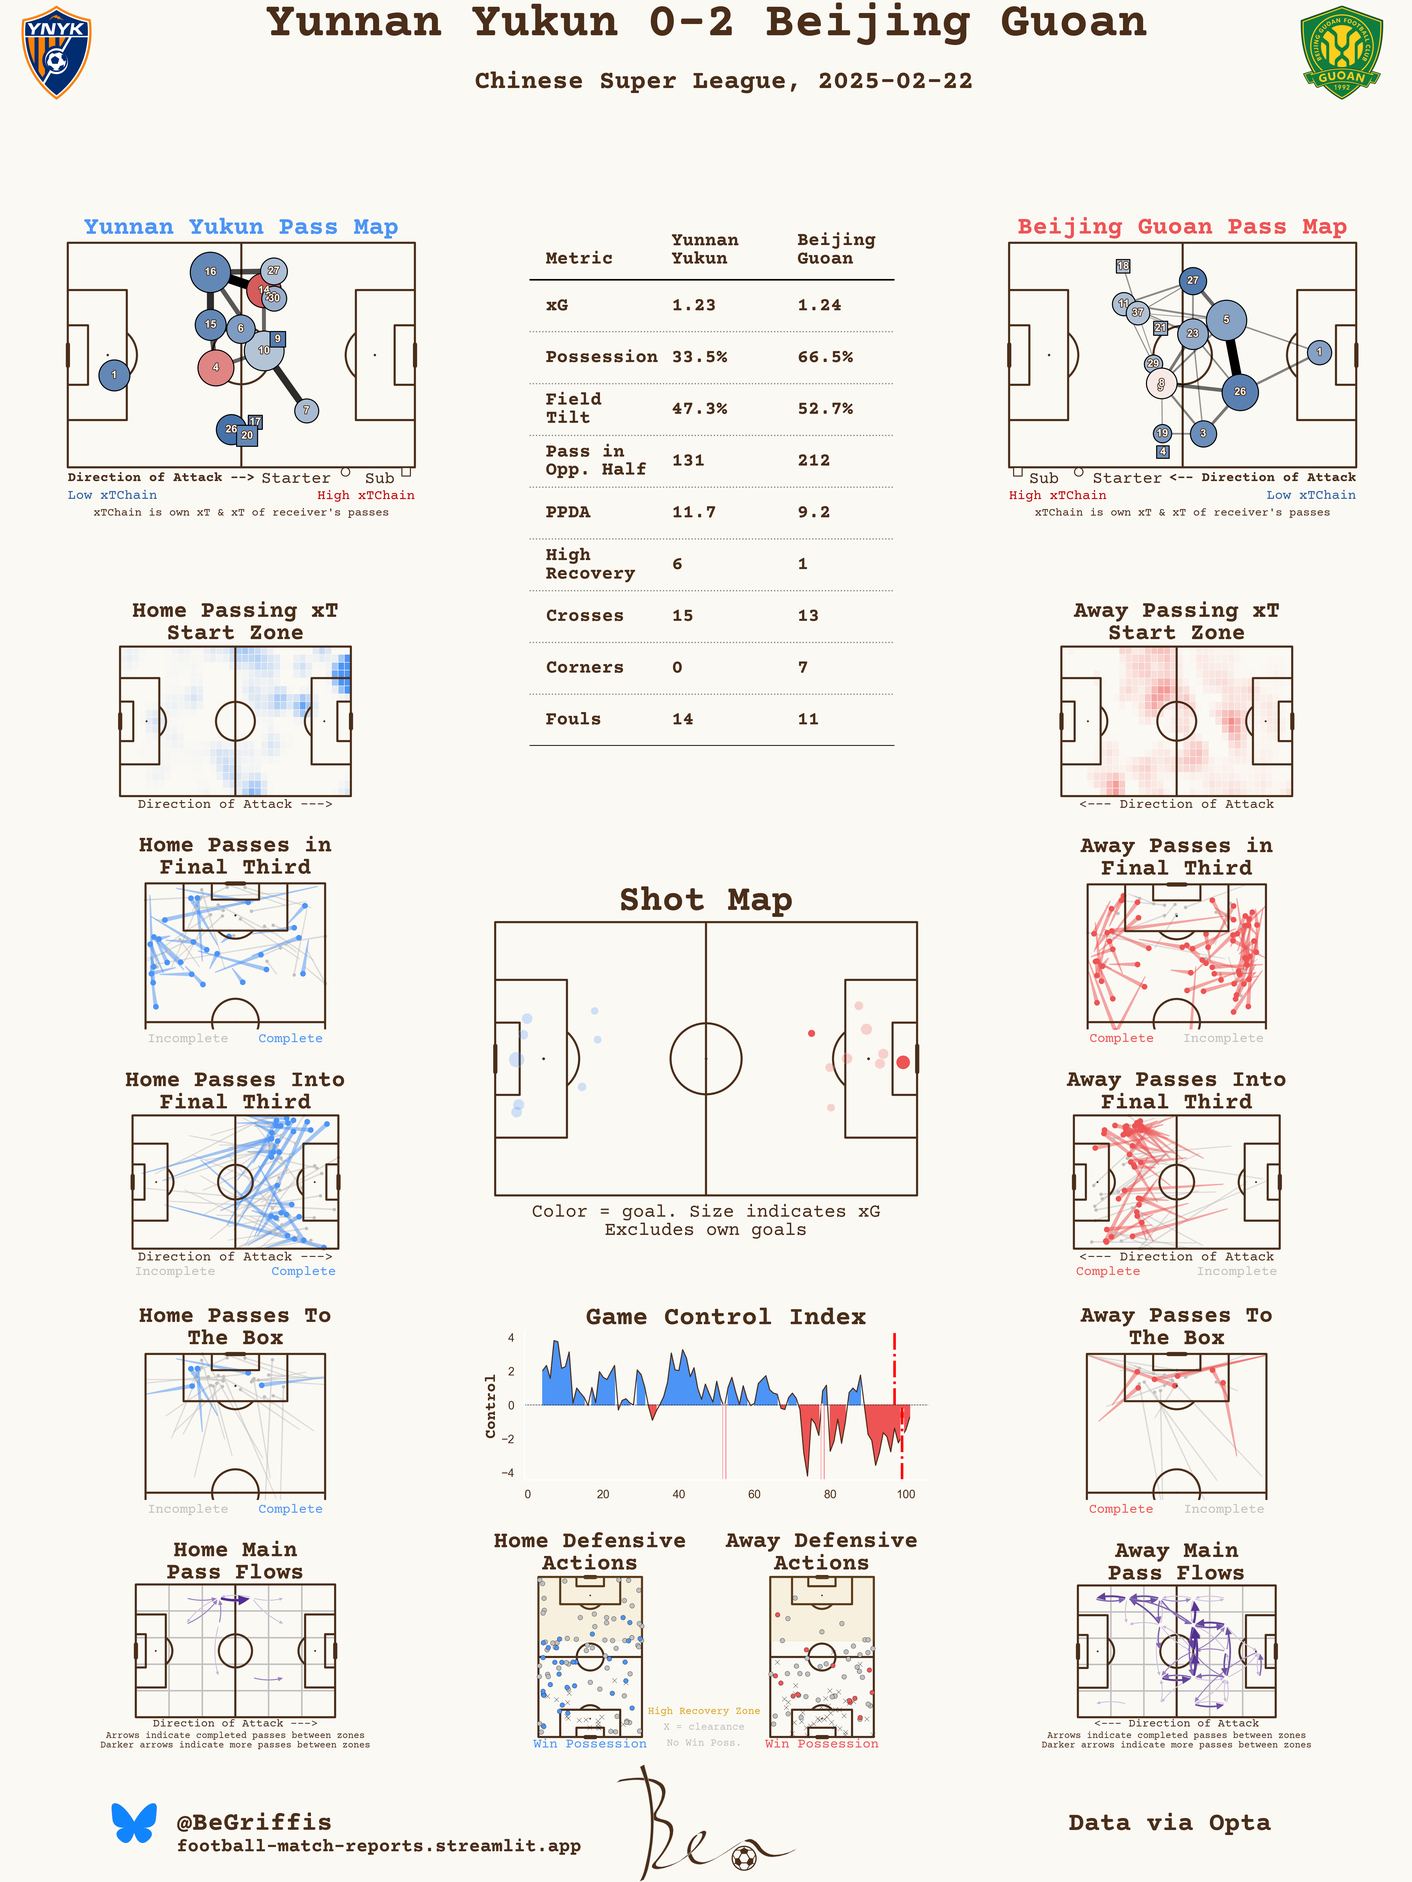 Yunnan Yukun 0-2 Beijing Guoan
Chinese Super League, 2025-02-22
YNYK
BEIJING GUOAN FOOTBALL CLUB
GUOAN
1992
Yunnan Yukun Pass Map
16
27
14
30
15
6
9
10
4
1
7
26
17
20
Direction of Attack --> Starter Sub
Low xTChain High xTChain
xTChain is own xT & xT of receiver's passes
Metric Yunnan Yukun Beijing Guoan
xG 1.23 1.24
Possession 33.5% 66.5%
Field Tilt 47.3% 52.7%
Pass in Opp. Half 131 212
PPDA 11.7 9.2
High Recovery 6 1
Crosses 15 13
Corners 0 7
Fouls 14 11
Beijing Guoan Pass Map
18
27
11
37
5
21
23
1
29
8
26
19
3
4
Sub Starter <-- Direction of Attack
High xTChain Low xTChain
xTChain is own xT & xT of receiver's passes
Home Passing xT
Start Zone
Direction of Attack --->
Away Passing xT
Start Zone
<--- Direction of Attack
Home Passes in
Final Third
Incomplete Complete
Away Passes in
Final Third
Complete Incomplete
Shot Map
Color = goal. Size indicates xG
Excludes own goals
Home Passes Into
Final Third
Direction of Attack --->
Incomplete Complete
Away Passes Into
Final Third
<--- Direction of Attack
Complete Incomplete
Home Passes To
The Box
Incomplete Complete
Game Control Index
Control
4
2
0
−2
−4
0 20 40 60 80 100
Away Passes To
The Box
Complete Incomplete
Home Main
Pass Flows
Direction of Attack --->
Arrows indicate completed passes between zones
Darker arrows indicate more passes between zones
Home Defensive
Actions
Win Possession
High Recovery Zone
X = clearance
No Win Poss.
Away Defensive
Actions
Win Possession
Away Main
Pass Flows
<--- Direction of Attack
Arrows indicate completed passes between zones
Darker arrows indicate more passes between zones
@BeGriffis
football-match-reports.streamlit.app
Ben
Data via Opta